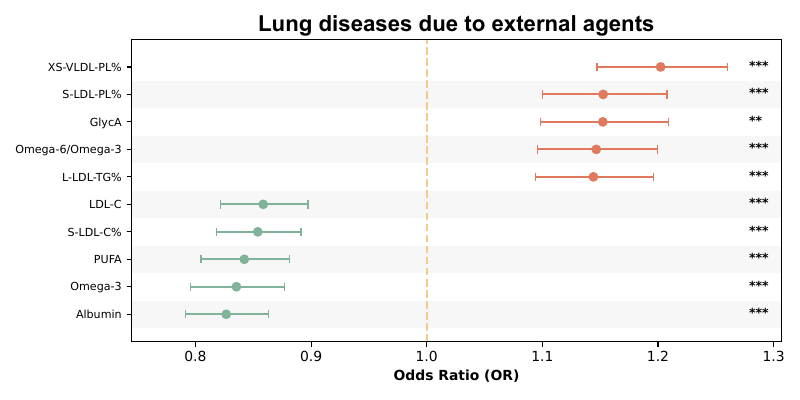 Lung diseases due to external agents
XS-VLDL-PL% ***
S-LDL-PL% ***
GlycA **
Omega-6/Omega-3 ***
L-LDL-TG% ***
LDL-C ***
S-LDL-C% ***
PUFA ***
Omega-3 ***
Albumin ***
0.8 0.9 1.0 1.1 1.2 1.3
Odds Ratio (OR)